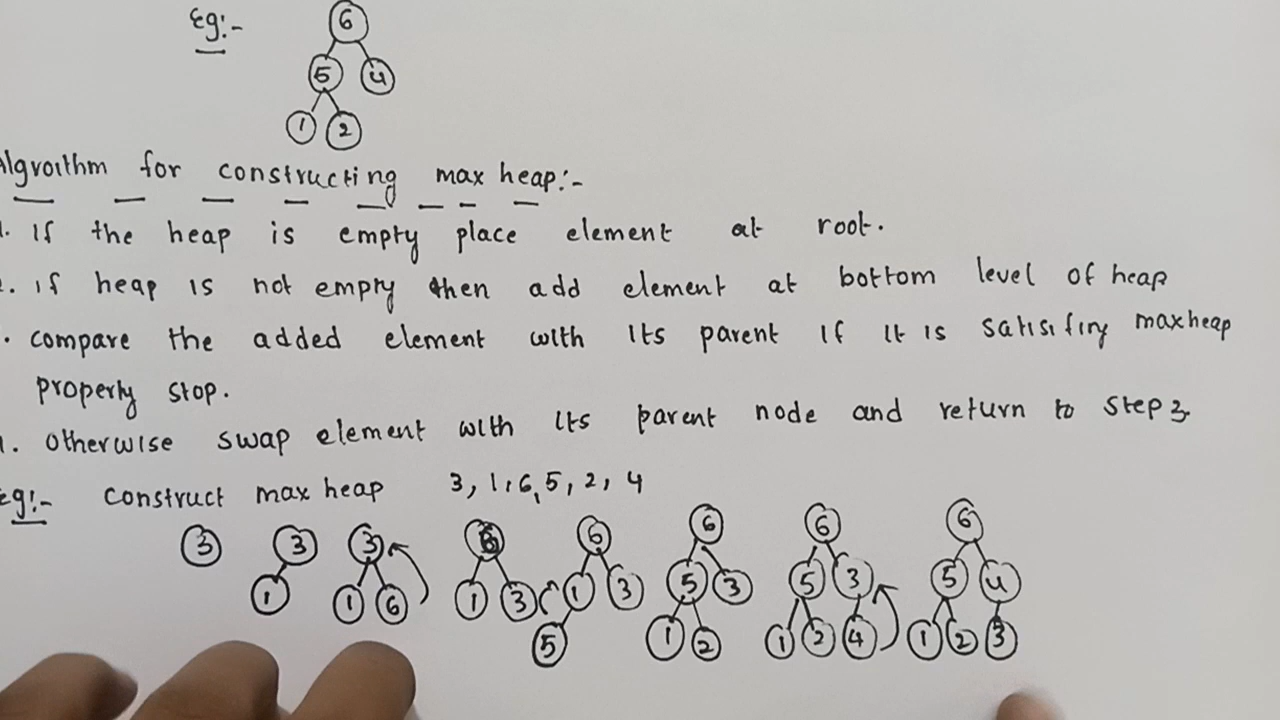 Eg:-
6
5 4
1 2
Algroithm for constructing max heap:-
. If the heap is empty place element at root.
. if heap is not empty then add element at bottom level of heap
. compare the added element with its parent if it is satisifiny maxheap
property stop.
. otherwise swap element with its parent node and return to step 3.
eg:- construct max heap 3, 1, 6, 5, 2, 4
3 3 3 6 6 6 6
1 1 6 1 3 1 3 5 3 5 3 5 4
5 1 2 1 2 4 1 2 3